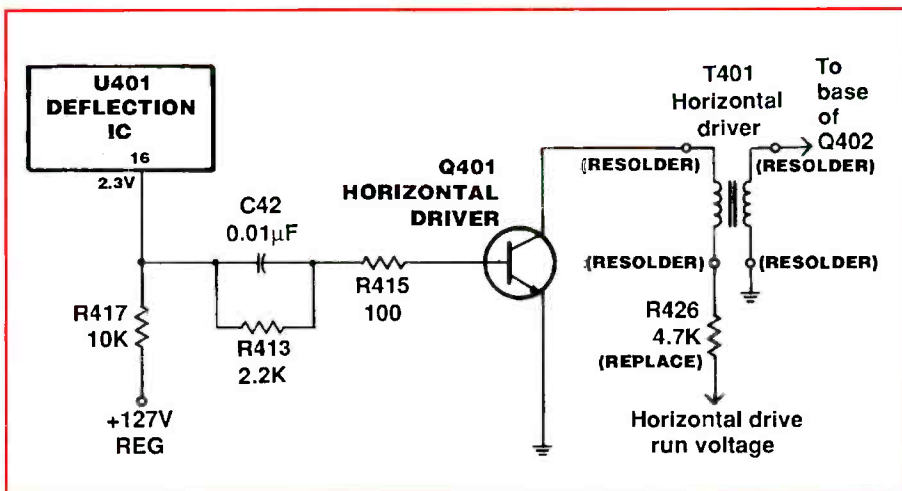 U401
DEFLECTION
IC
16
2.3V
C42
0.01µF
R417
10K
+127V
REG
R413
2.2K
R415
100
Q401
HORIZONTAL
DRIVER
T401
Horizontal
driver
To
base
of
Q402
(RESOLDER)
(RESOLDER)
(RESOLDER)
(RESOLDER)
R426
4.7K
(REPLACE)
Horizontal drive
run voltage